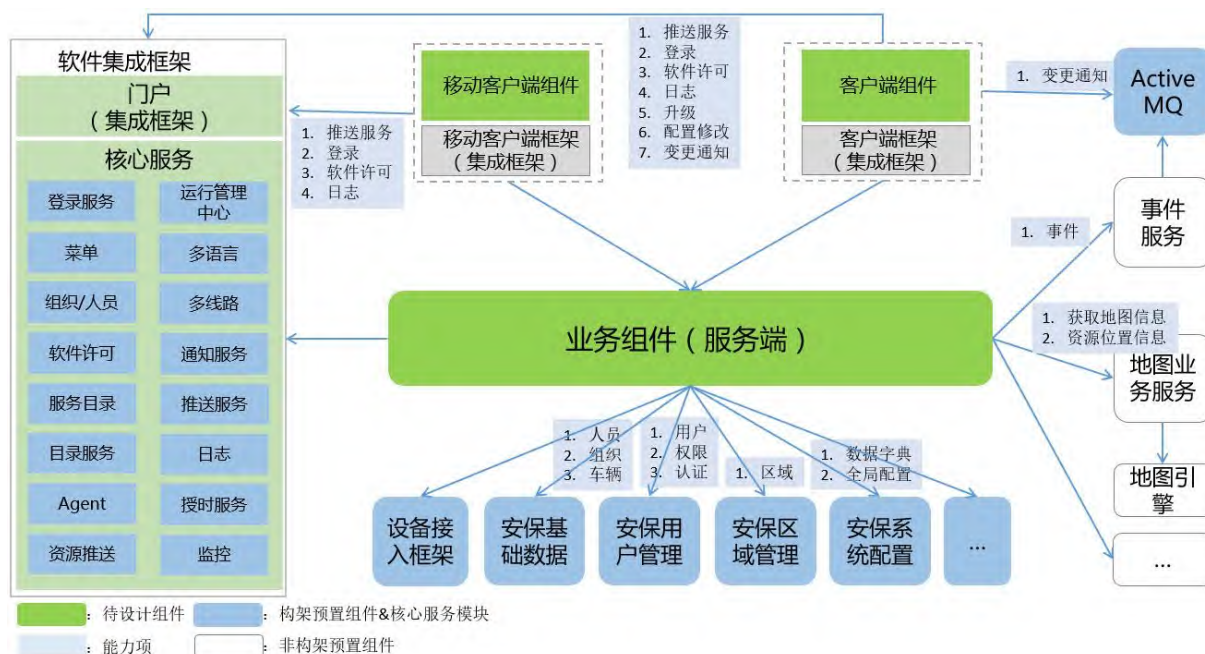 软件集成框架
门户
（集成框架）
核心服务
登录服务
运行管理
中心
菜单
多语言
组织/人员
多线路
软件许可
通知服务
服务目录
推送服务
目录服务
日志
Agent
授时服务
资源推送
监控
1. 推送服务
2. 登录
3. 软件许可
4. 日志
移动客户端组件
移动客户端框架
（集成框架）
1. 推送服务
2. 登录
3. 软件许可
4. 日志
5. 升级
6. 配置修改
7. 变更通知
客户端组件
客户端框架
（集成框架）
1. 变更通知
Active
MQ
事件
服务
1. 事件
业务组件（服务端）
1. 获取地图信息
2. 资源位置信息
地图业
务服务
地图引
擎
...
1. 人员
2. 组织
3. 车辆
1. 用户
2. 权限
3. 认证
1. 区域
1. 数据字典
2. 全局配置
设备接
入框架
安保基
础数据
安保用
户管理
安保区
域管理
安保系
统配置
...
：待设计组件
：构架预置组件&核心服务模块
：能力项
：非构架预置组件